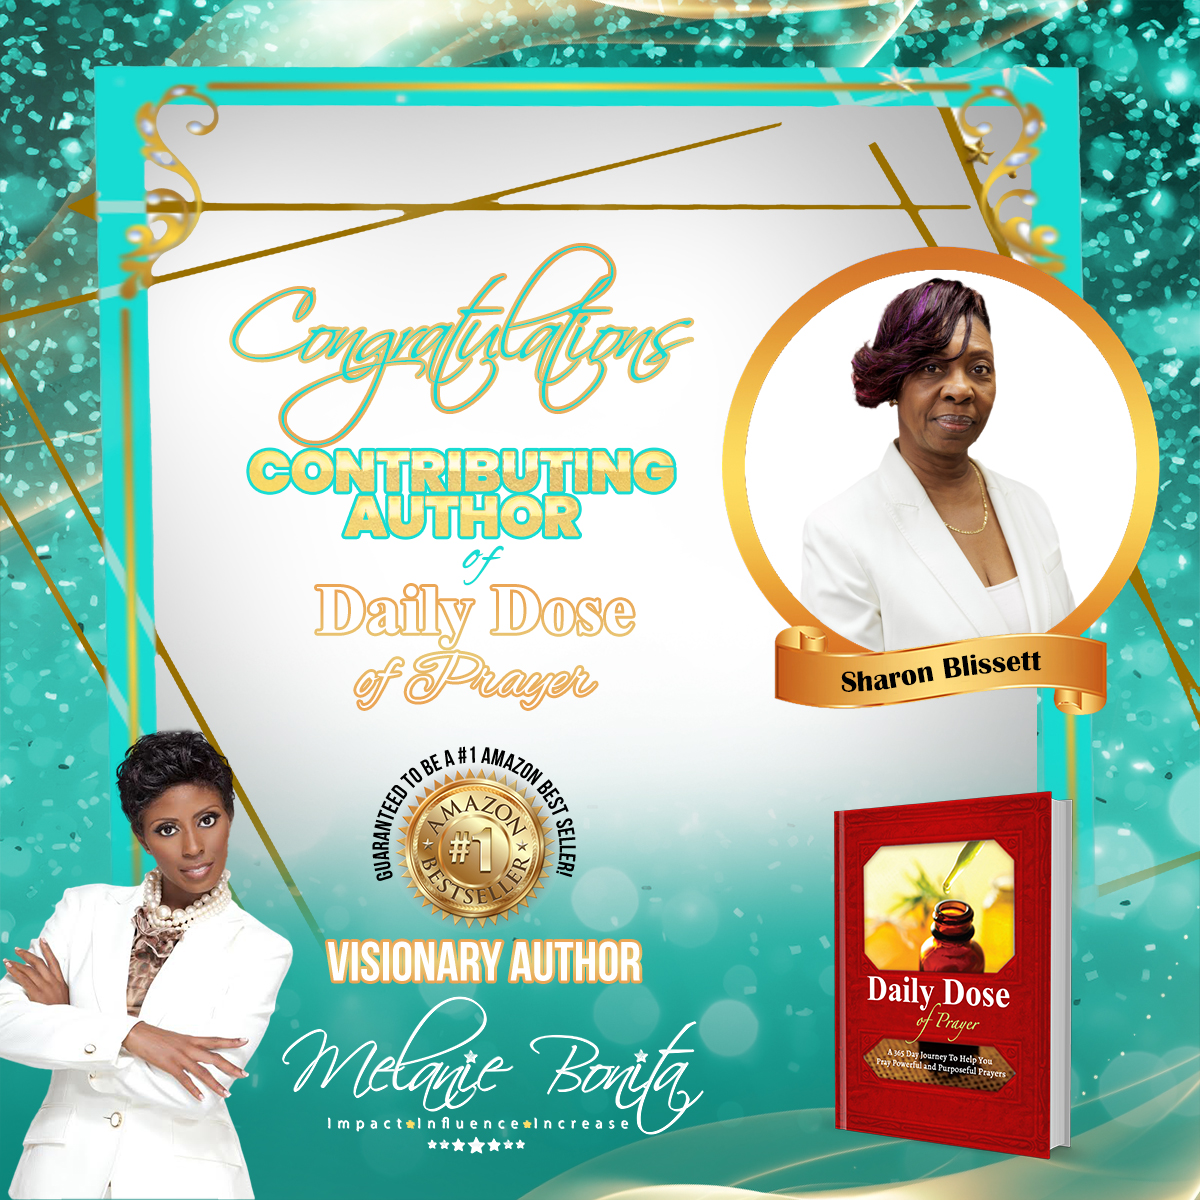 Congratulations
CONTRIBUTING
AUTHOR
of
Daily Dose
of Prayer
Sharon Blissett
GUARANTEED TO BE A #1 AMAZON BEST SELLER!
AMAZON
#1
BESTSELLER
VISIONARY AUTHOR
Melanie Bonita
Impact Influence Increase
Daily Dose
of Prayer
A 365 Day Journey To Help You
Pray Powerful and Purposeful Prayers